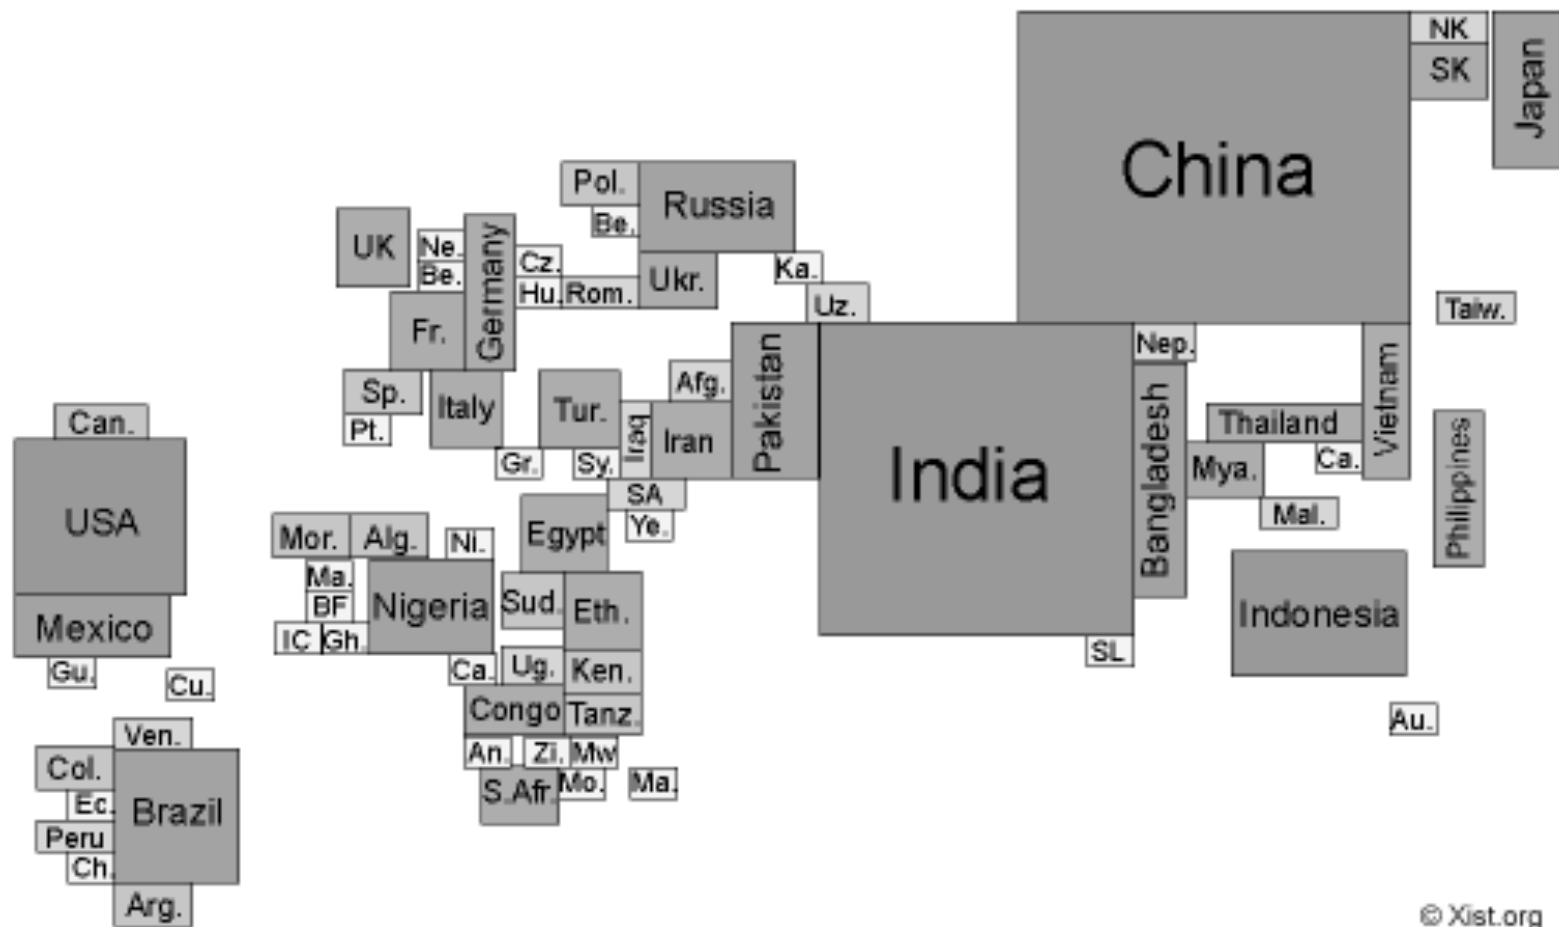 NK
SK
Japan
China
Pol.
Russia
Be.
UK
Ne.
Be.
Germany
Cz.
Hu.
Rom.
Ukr.
Ka.
Uz.
Taiw.
Fr.
Sp.
Pt.
Italy
Tur.
Afg.
Pakistan
India
Nep.
Bangladesh
Vietnam
Thailand
Ca.
Mya.
Mal.
Philippines
Can.
USA
Mexico
Gu.
Cu.
Gr.
Sy.
Iraq
Iran
SA
Ye.
Egypt
Mor.
Alg.
Ni.
Ma.
BF
IC
Gh.
Nigeria
Sud.
Eth.
Ca.
Ug.
Ken.
Congo
Tanz.
An.
Zi.
Mw
S.Afr.
Mo.
Ma.
Indonesia
SL
Au.
Ven.
Col.
Ec.
Brazil
Peru
Ch.
Arg.
© Xist.org